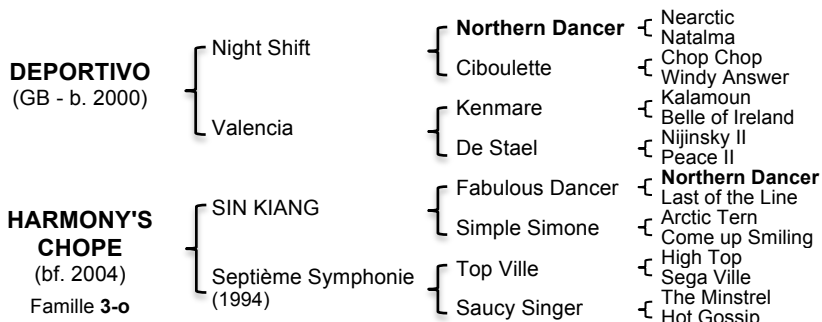 DEPORTIVO
(GB - b. 2000)
Night Shift
Valencia
Northern Dancer
Ciboulette
Kenmare
De Stael
Nearctic
Natalma
Chop Chop
Windy Answer
Kalamoun
Belle of Ireland
Nijinsky II
Peace II
HARMONY'S
CHOPE
(bf. 2004)
Famille 3-o
SIN KIANG
Septième Symphonie
(1994)
Fabulous Dancer
Simple Simone
Top Ville
Saucy Singer
Northern Dancer
Last of the Line
Arctic Tern
Come up Smiling
High Top
Sega Ville
The Minstrel
Hot Gossip